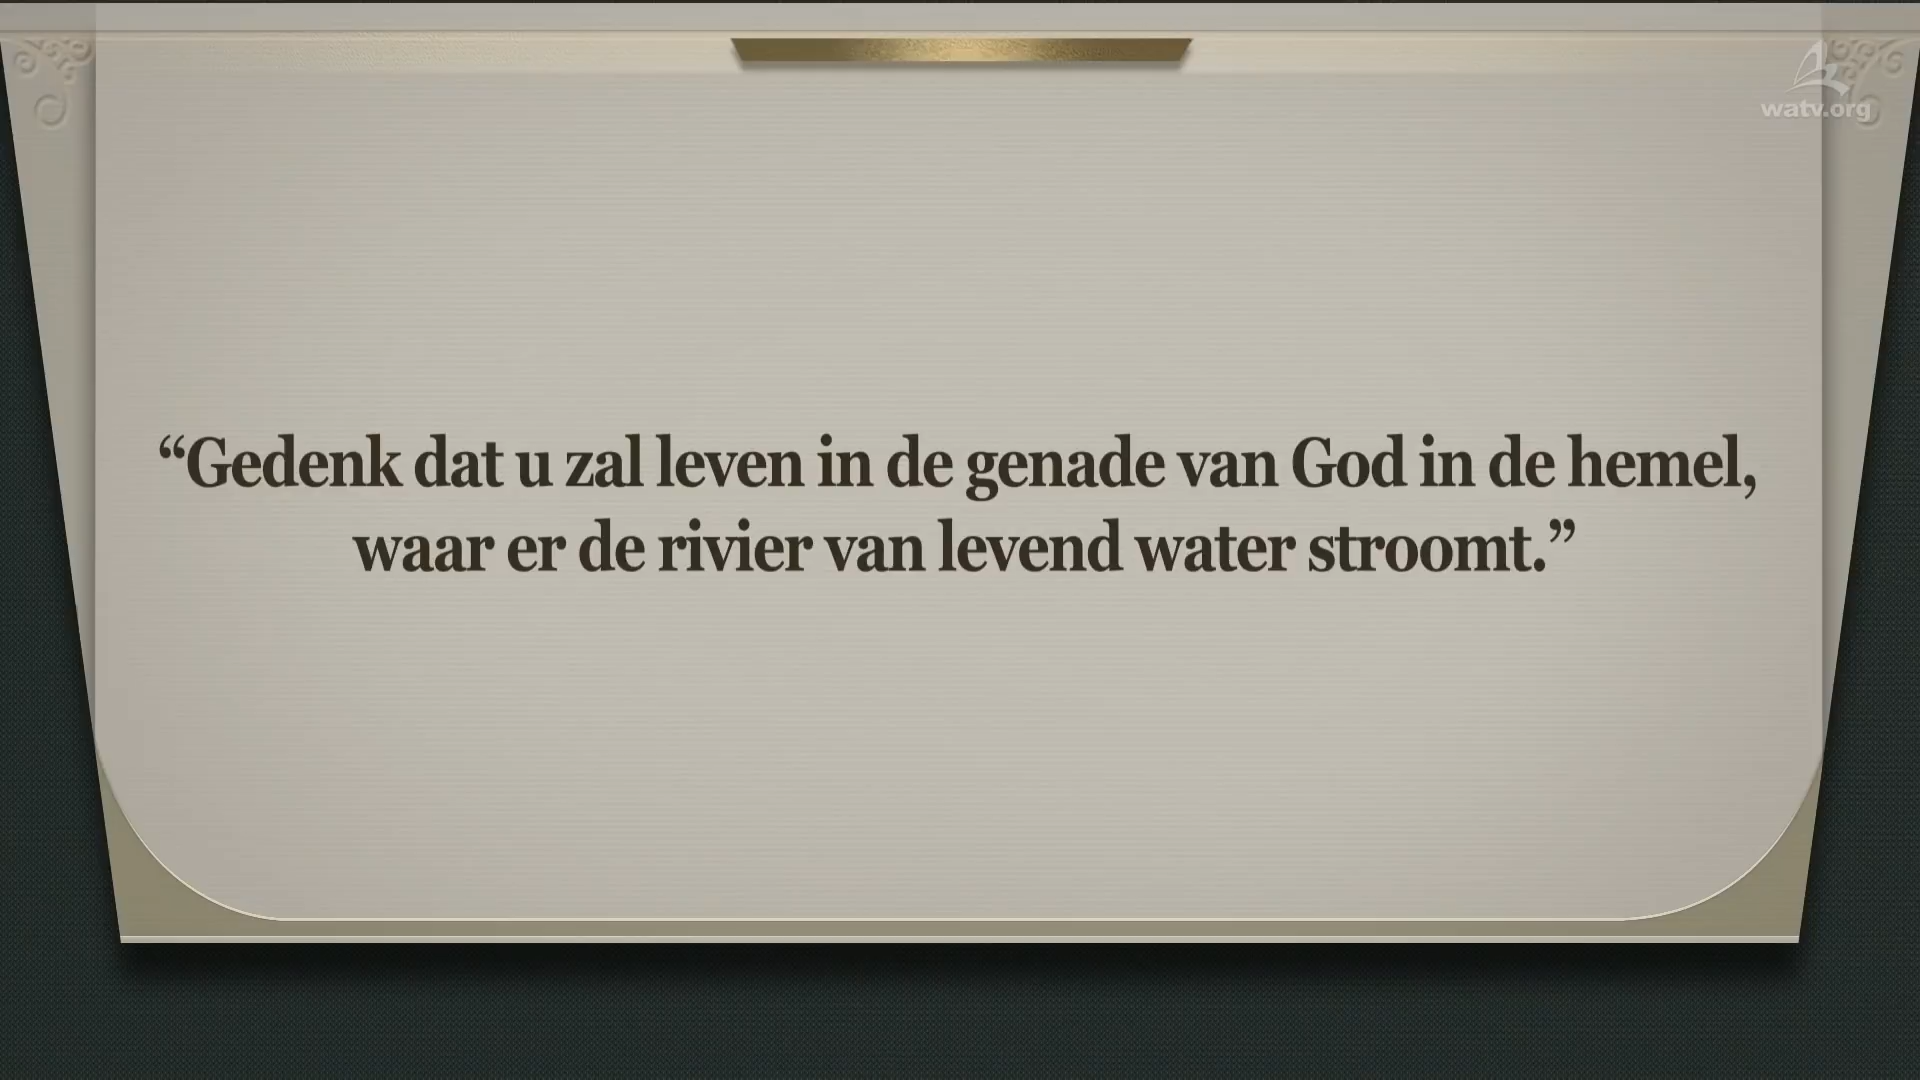 watv.org
“Gedenk dat u zal leven in de genade van God in de hemel,
waar er de rivier van levend water stroomt.”